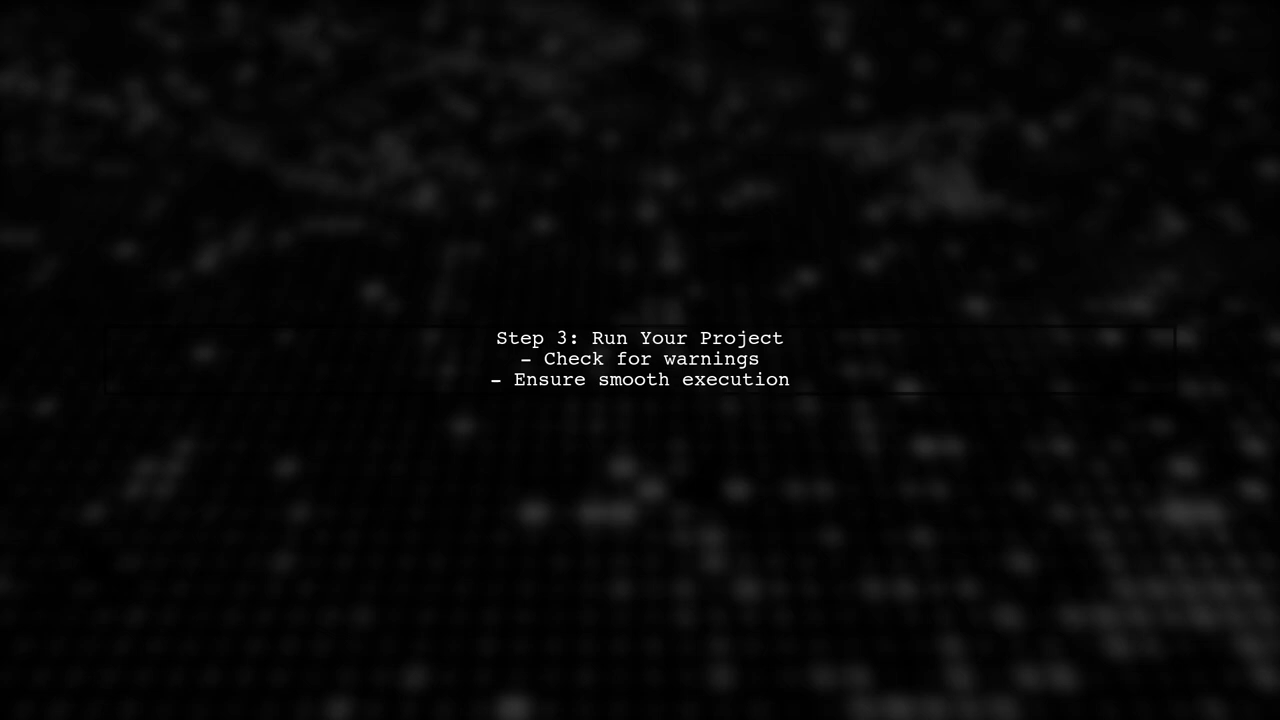 Step 3: Run Your Project
- Check for warnings
- Ensure smooth execution